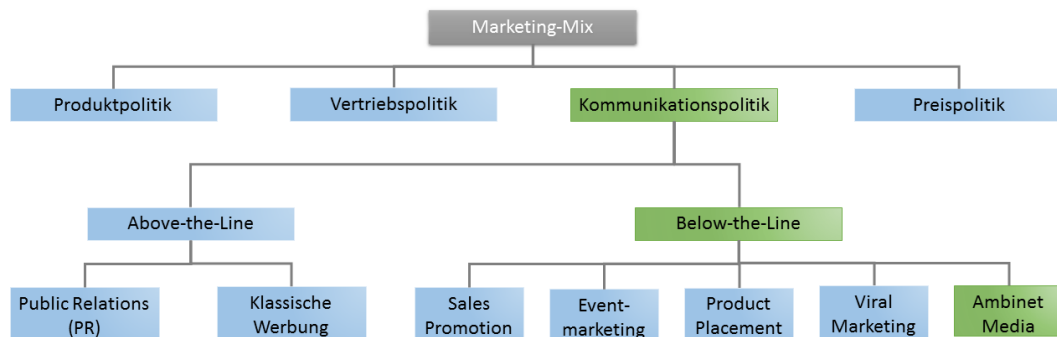 Marketing-Mix
Produktpolitik
Vertriebspolitik
Kommunikationspolitik
Preispolitik
Above-the-Line
Below-the-Line
Public Relations
(PR)
Klassische
Werbung
Sales
Promotion
Event-
marketing
Product
Placement
Viral
Marketing
Ambinet
Media